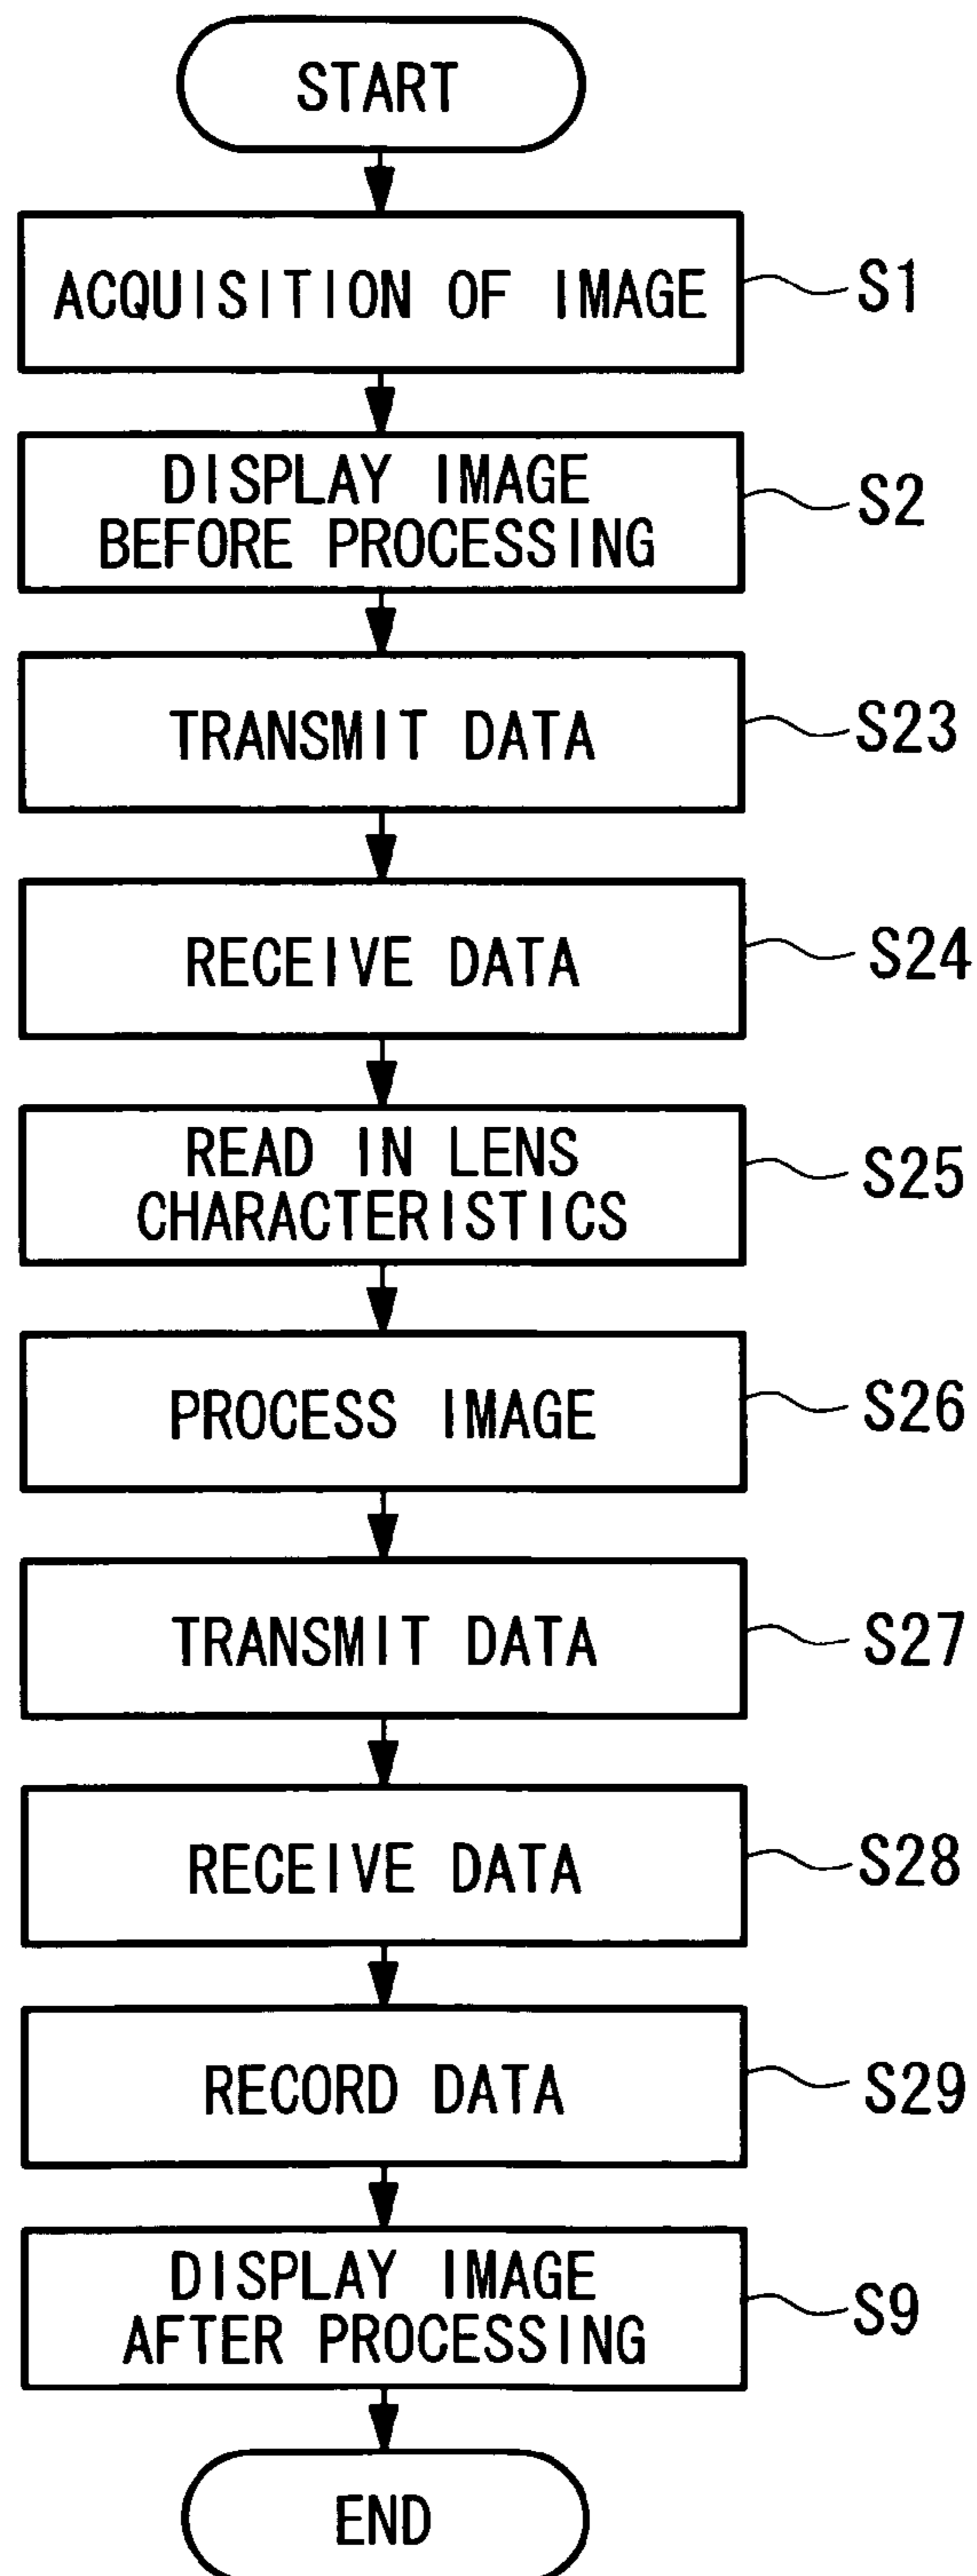 START
ACQUISITION OF IMAGE
S1
DISPLAY IMAGE
BEFORE PROCESSING
S2
TRANSMIT DATA
S23
RECEIVE DATA
S24
READ IN LENS
CHARACTERISTICS
S25
PROCESS IMAGE
S26
TRANSMIT DATA
S27
RECEIVE DATA
S28
RECORD DATA
S29
DISPLAY IMAGE
AFTER PROCESSING
S9
END